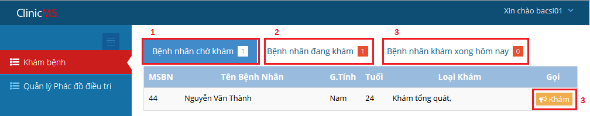 ClinicMS
Xin chào bacsi01
1 2 3
Bệnh nhân chờ khám 1 Bệnh nhân đang khám 1 Bệnh nhân khám xong hôm nay 0
Khám bệnh
MSBN Tên Bệnh Nhân G.Tính Tuổi Loại Khám Gọi
Quản lý Phác đồ điều trị
44 Nguyễn Văn Thành Nam 24 Khám tổng quát, Khám 3